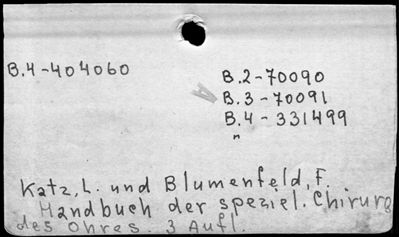 B.4-404060
B.2-70090
B.3-70091
B.4-331499
"
Katz, L. und Blumenfeld, F.
Handbuch der speziel. Chirurg
des Ohres. 3 Aufl.